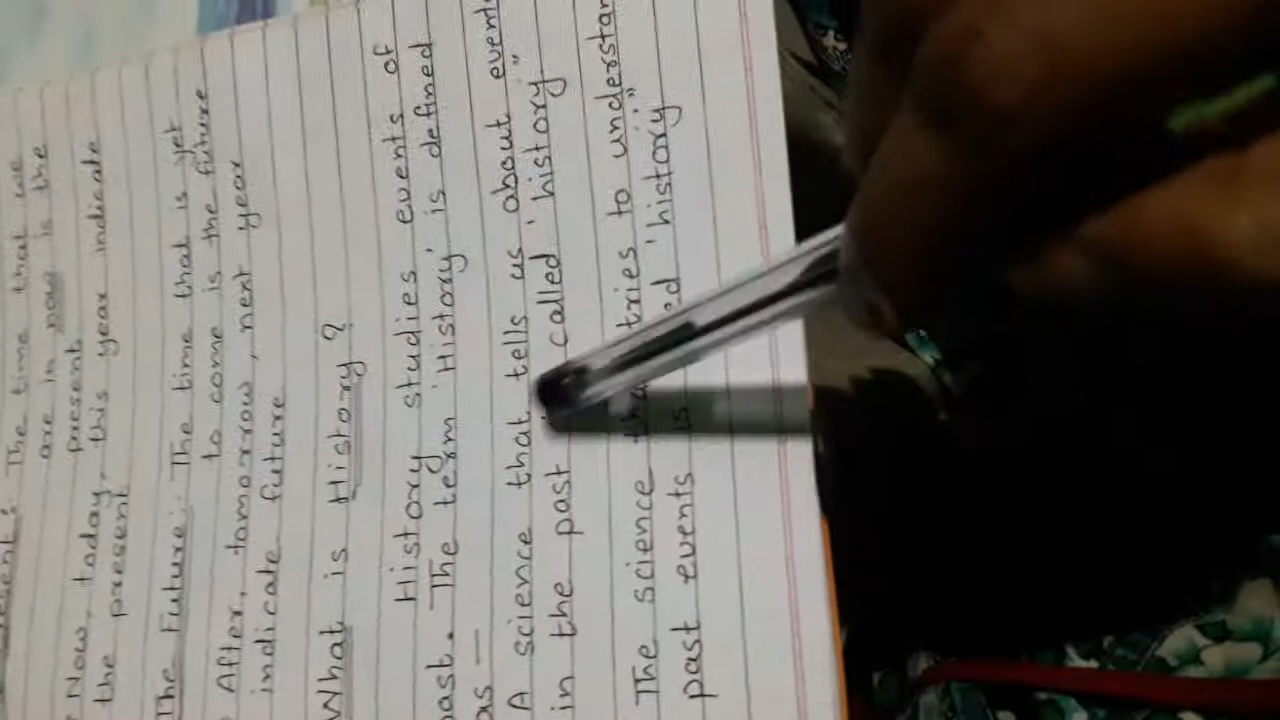 The time that we
are in now is the
present.
Now, today, this year indicate
the present
The Future: The time that is yet
to come is the future
After, tomorrow, next year
indicate future
What is History?
History studies events of
past. The term 'History' is defined
as —
A science that tells us about events
in the past called 'history"
The science that tries to understan
past events is ed 'history"